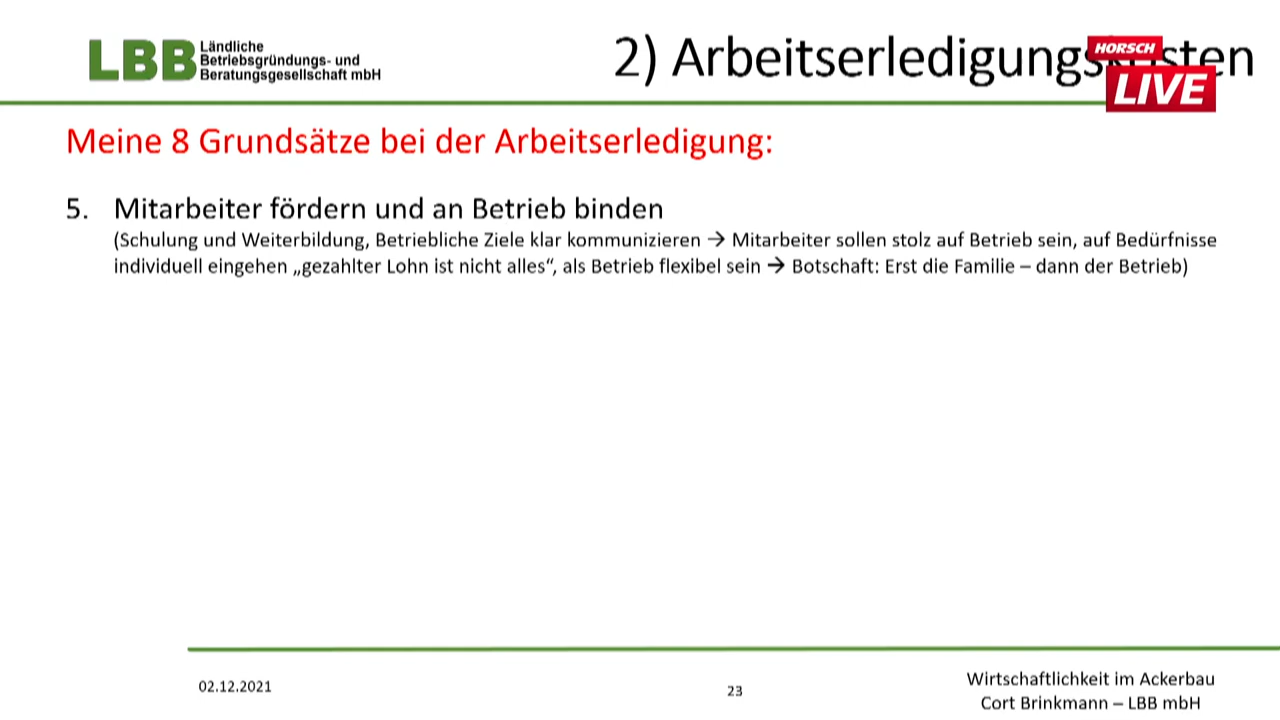 LBB
Ländliche
Betriebsgründungs- und
Beratungsgesellschaft mbH
2) Arbeitserledigungskosten
HORSCH
LIVE
Meine 8 Grundsätze bei der Arbeitserledigung:
5. Mitarbeiter fördern und an Betrieb binden
(Schulung und Weiterbildung, Betriebliche Ziele klar kommunizieren → Mitarbeiter sollen stolz auf Betrieb sein, auf Bedürfnisse
individuell eingehen „gezahlter Lohn ist nicht alles“, als Betrieb flexibel sein → Botschaft: Erst die Familie – dann der Betrieb)
02.12.2021
23
Wirtschaftlichkeit im Ackerbau
Cort Brinkmann – LBB mbH